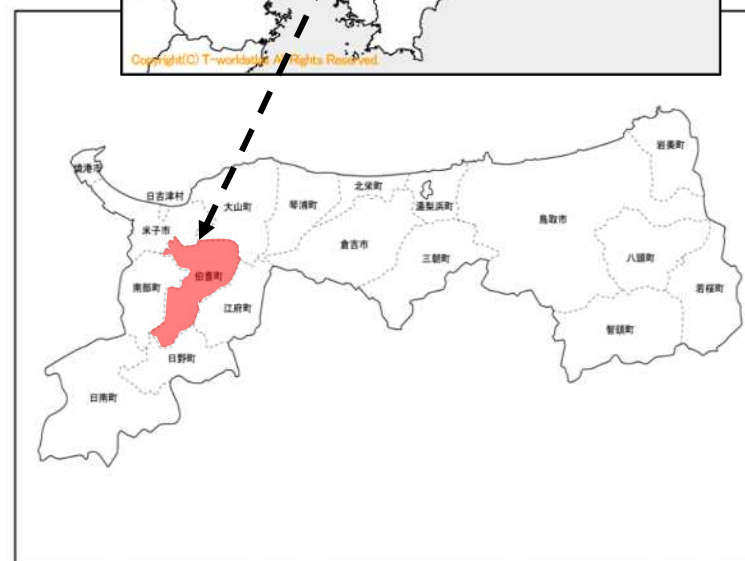 Copyright(C) T-worldatlas All Rights Reserved.
岩美町
境港市
日吉津村
北栄町
大山町
琴浦町
湯梨浜町
鳥取市
米子市
倉吉市
三朝町
八頭町
伯耆町
南部町
若桜町
江府町
智頭町
日野町
日南町